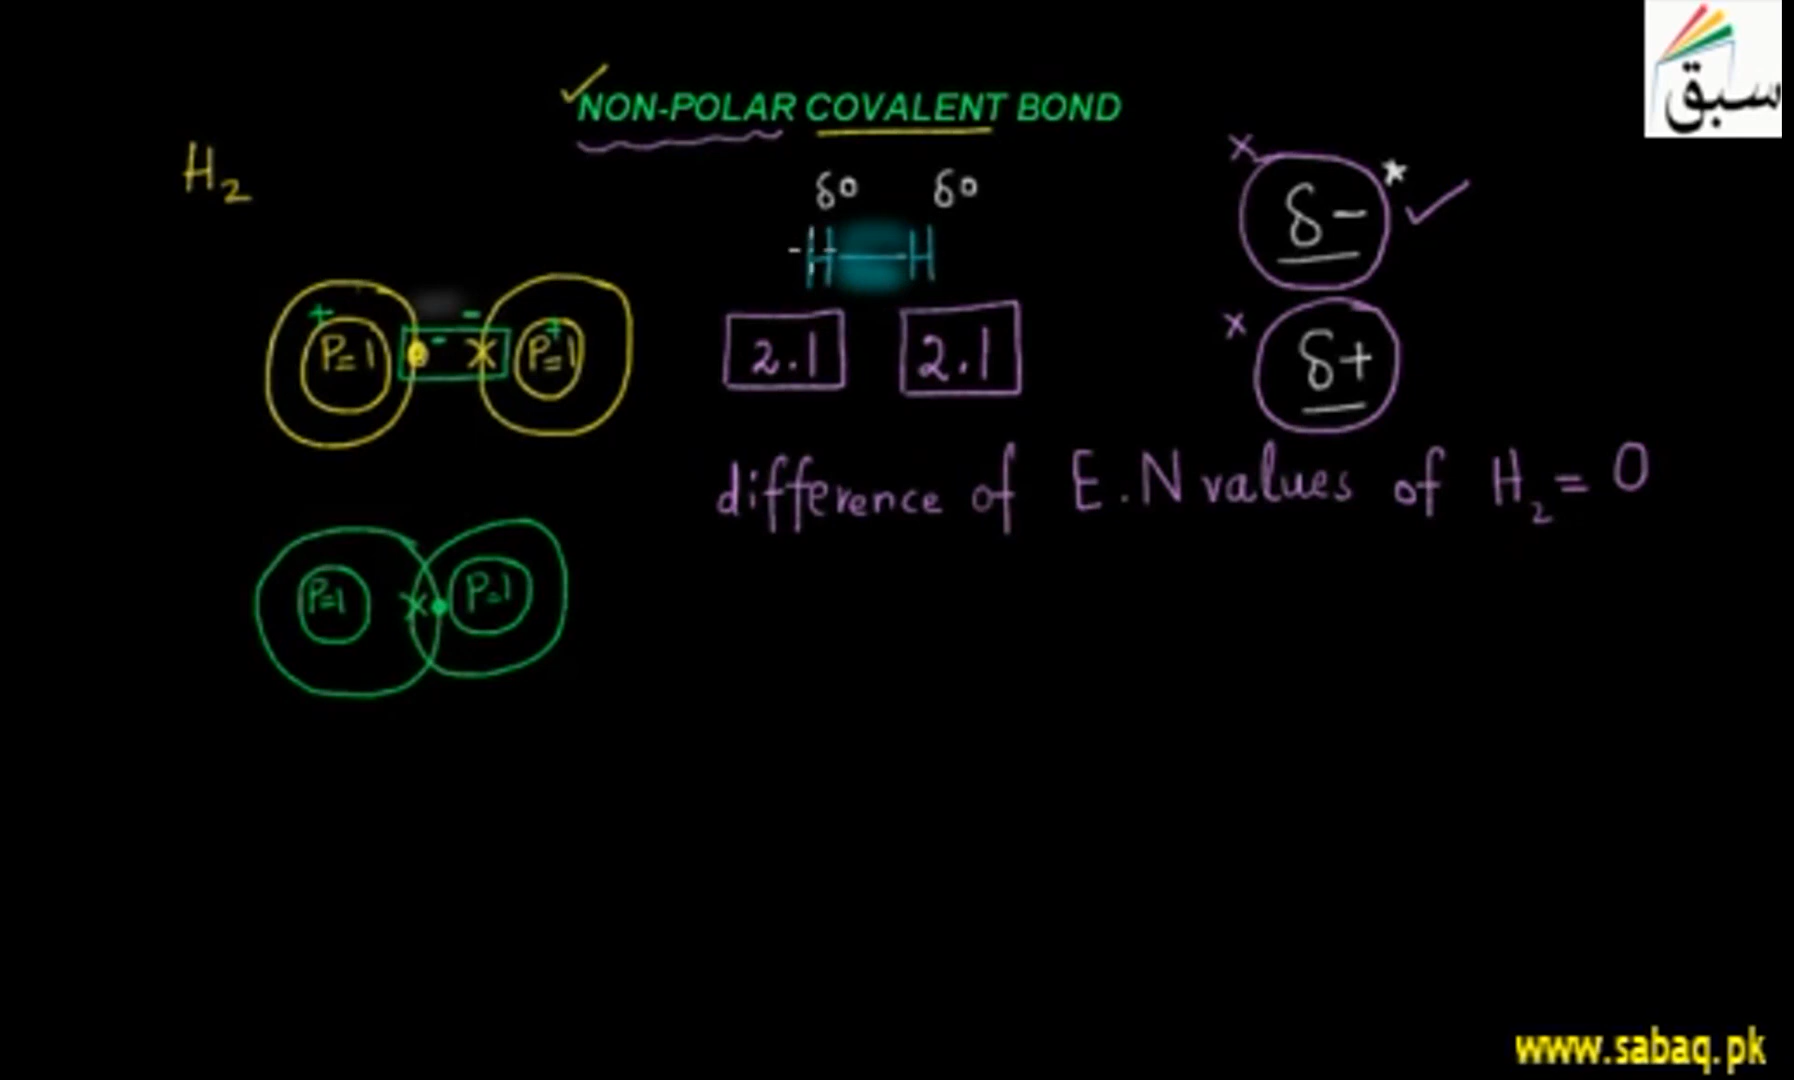 سبق
NON-POLAR COVALENT BOND
H₂
δ0 δ0
H—H
2.1 2.1
δ-
δ+
P=1 P=1
difference of E.N values of H₂ = 0
P=1 P=1
www.sabaq.pk